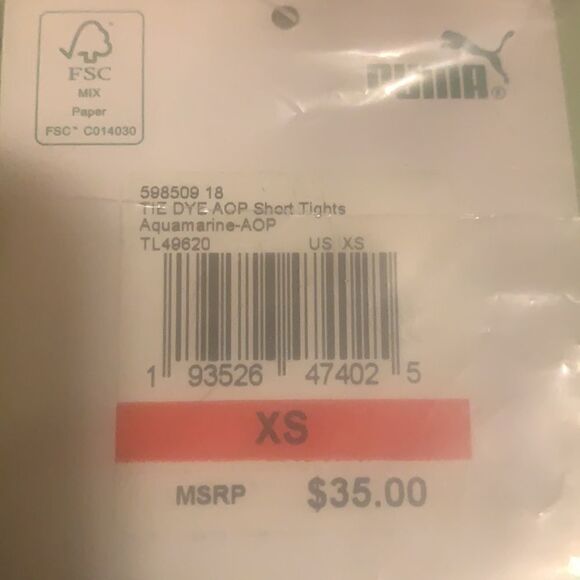 FSC
MIX
Paper
FSC™ C014030
PUMA®
598509 18
TIE DYE AOP Short Tights
Aquamarine-AOP
TL49620 US XS
1 93526 47402 5
XS
MSRP $35.00